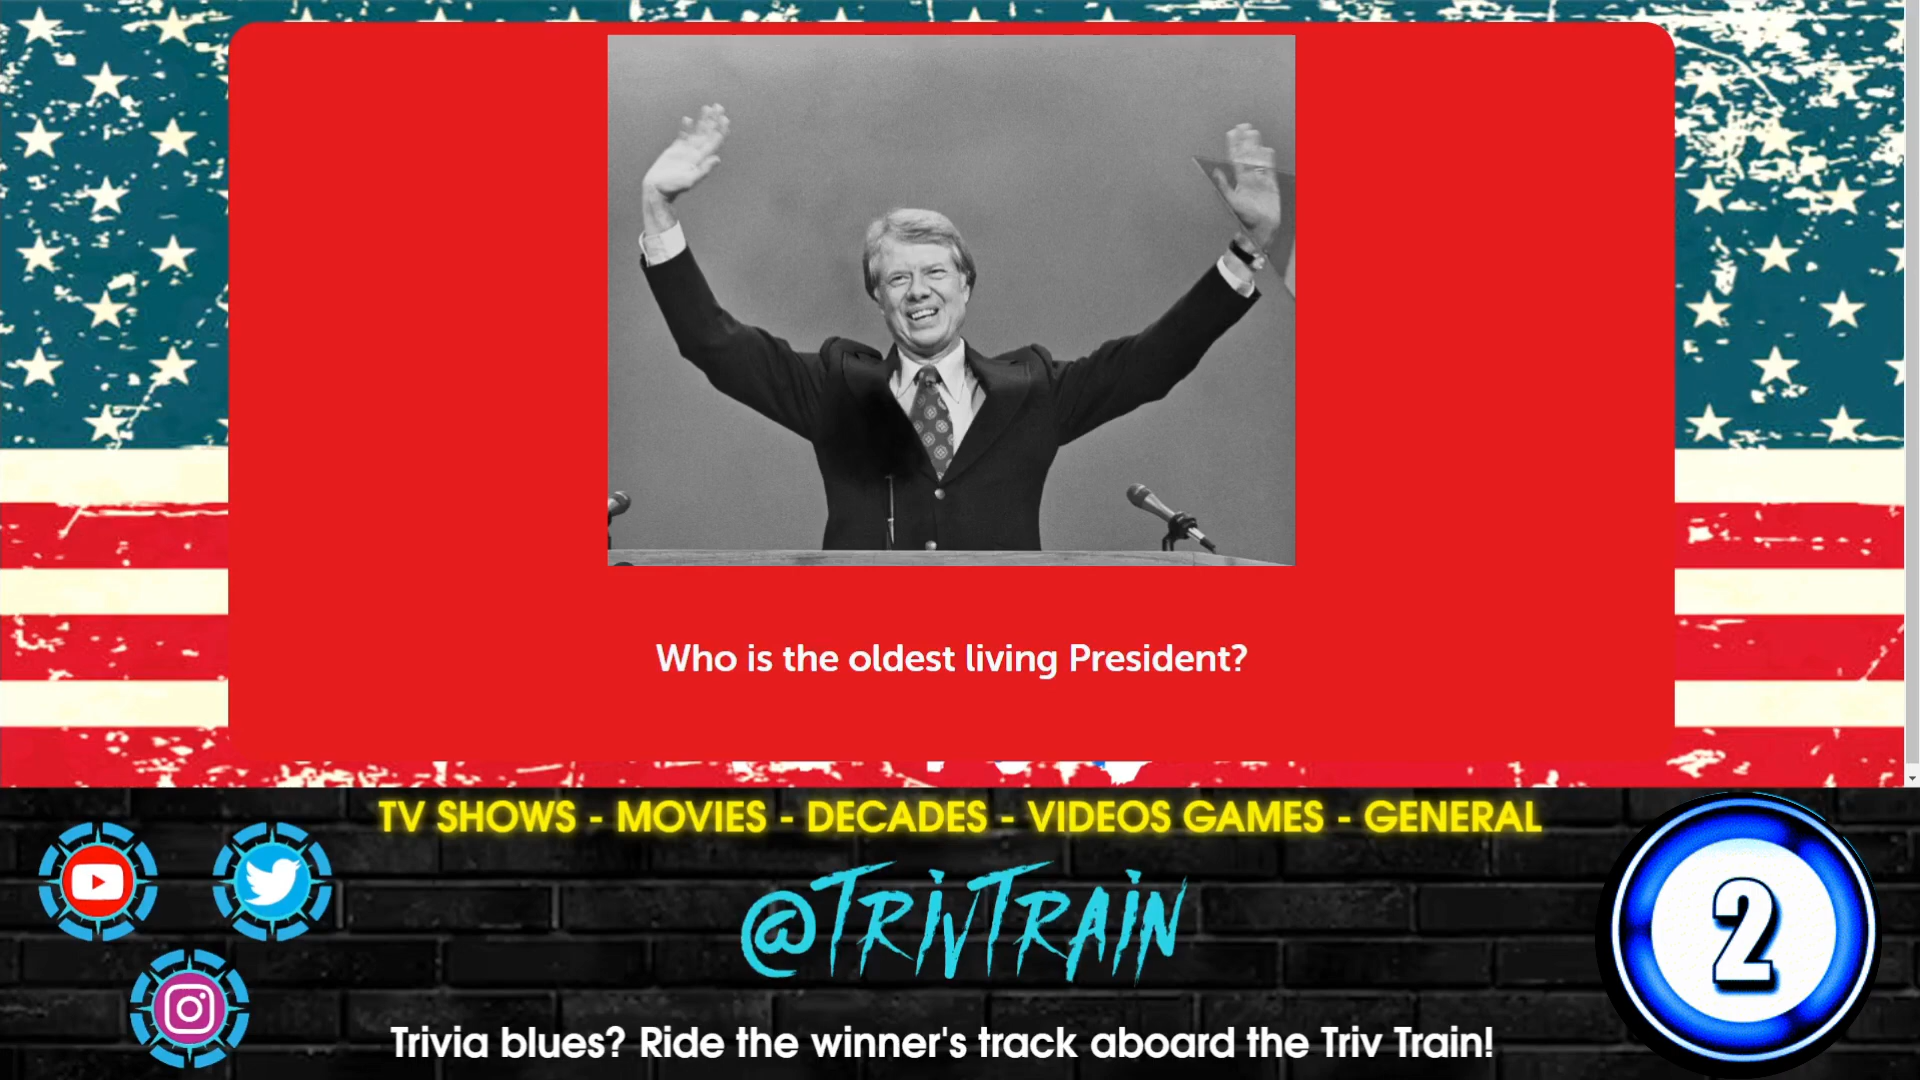 Who is the oldest living President?
TV SHOWS - MOVIES - DECADES - VIDEOS GAMES - GENERAL
@TRIVTRAIN
2
Trivia blues? Ride the winner's track aboard the Triv Train!